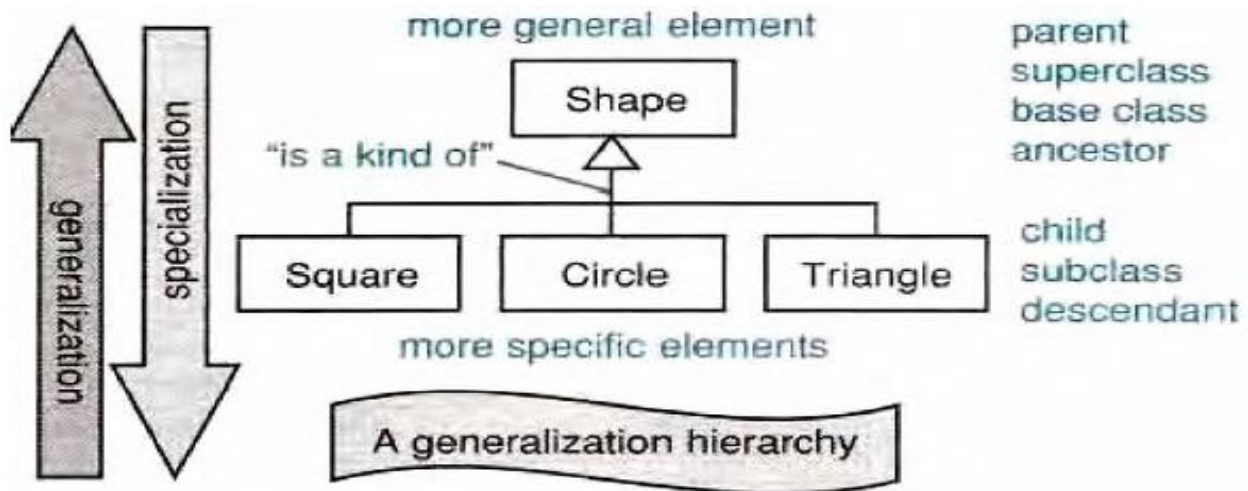 generalization
specialization
more general element
Shape
"is a kind of"
Square
Circle
Triangle
more specific elements
A generalization hierarchy
parent
superclass
base class
ancestor
child
subclass
descendant